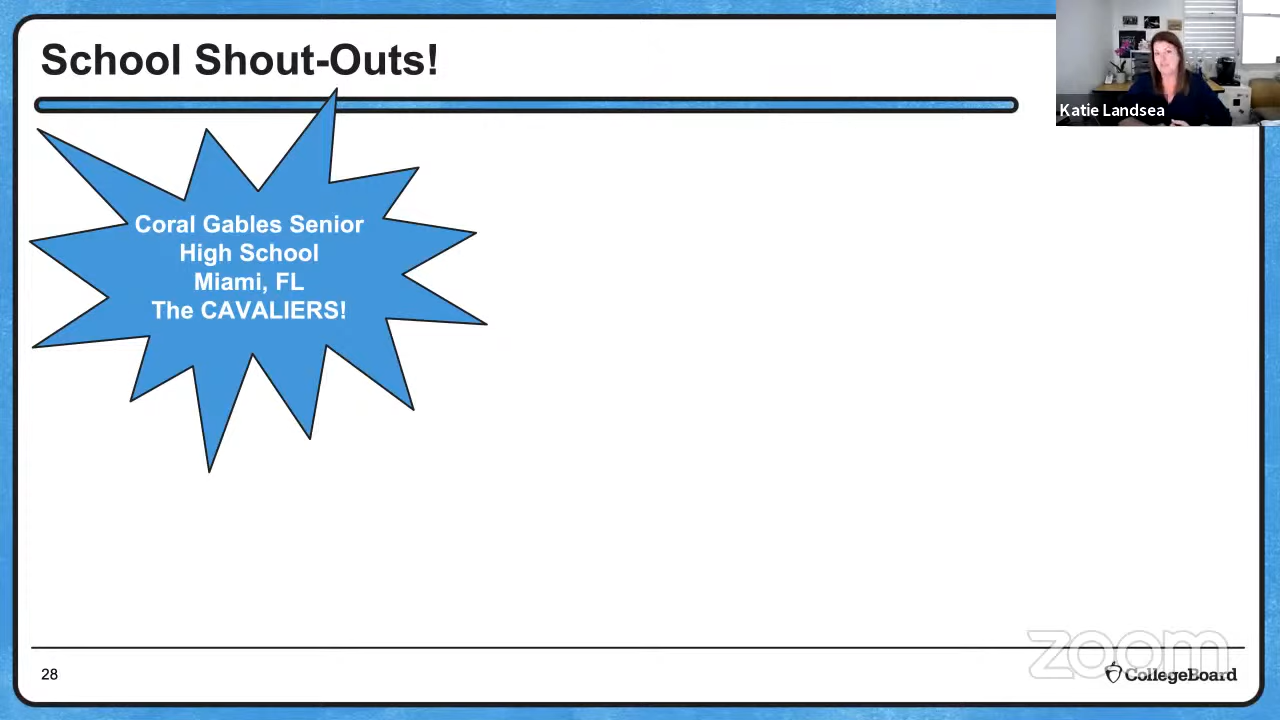 School Shout-Outs!
Katie Landsea
Coral Gables Senior
High School
Miami, FL
The CAVALIERS!
zoom
28
CollegeBoard